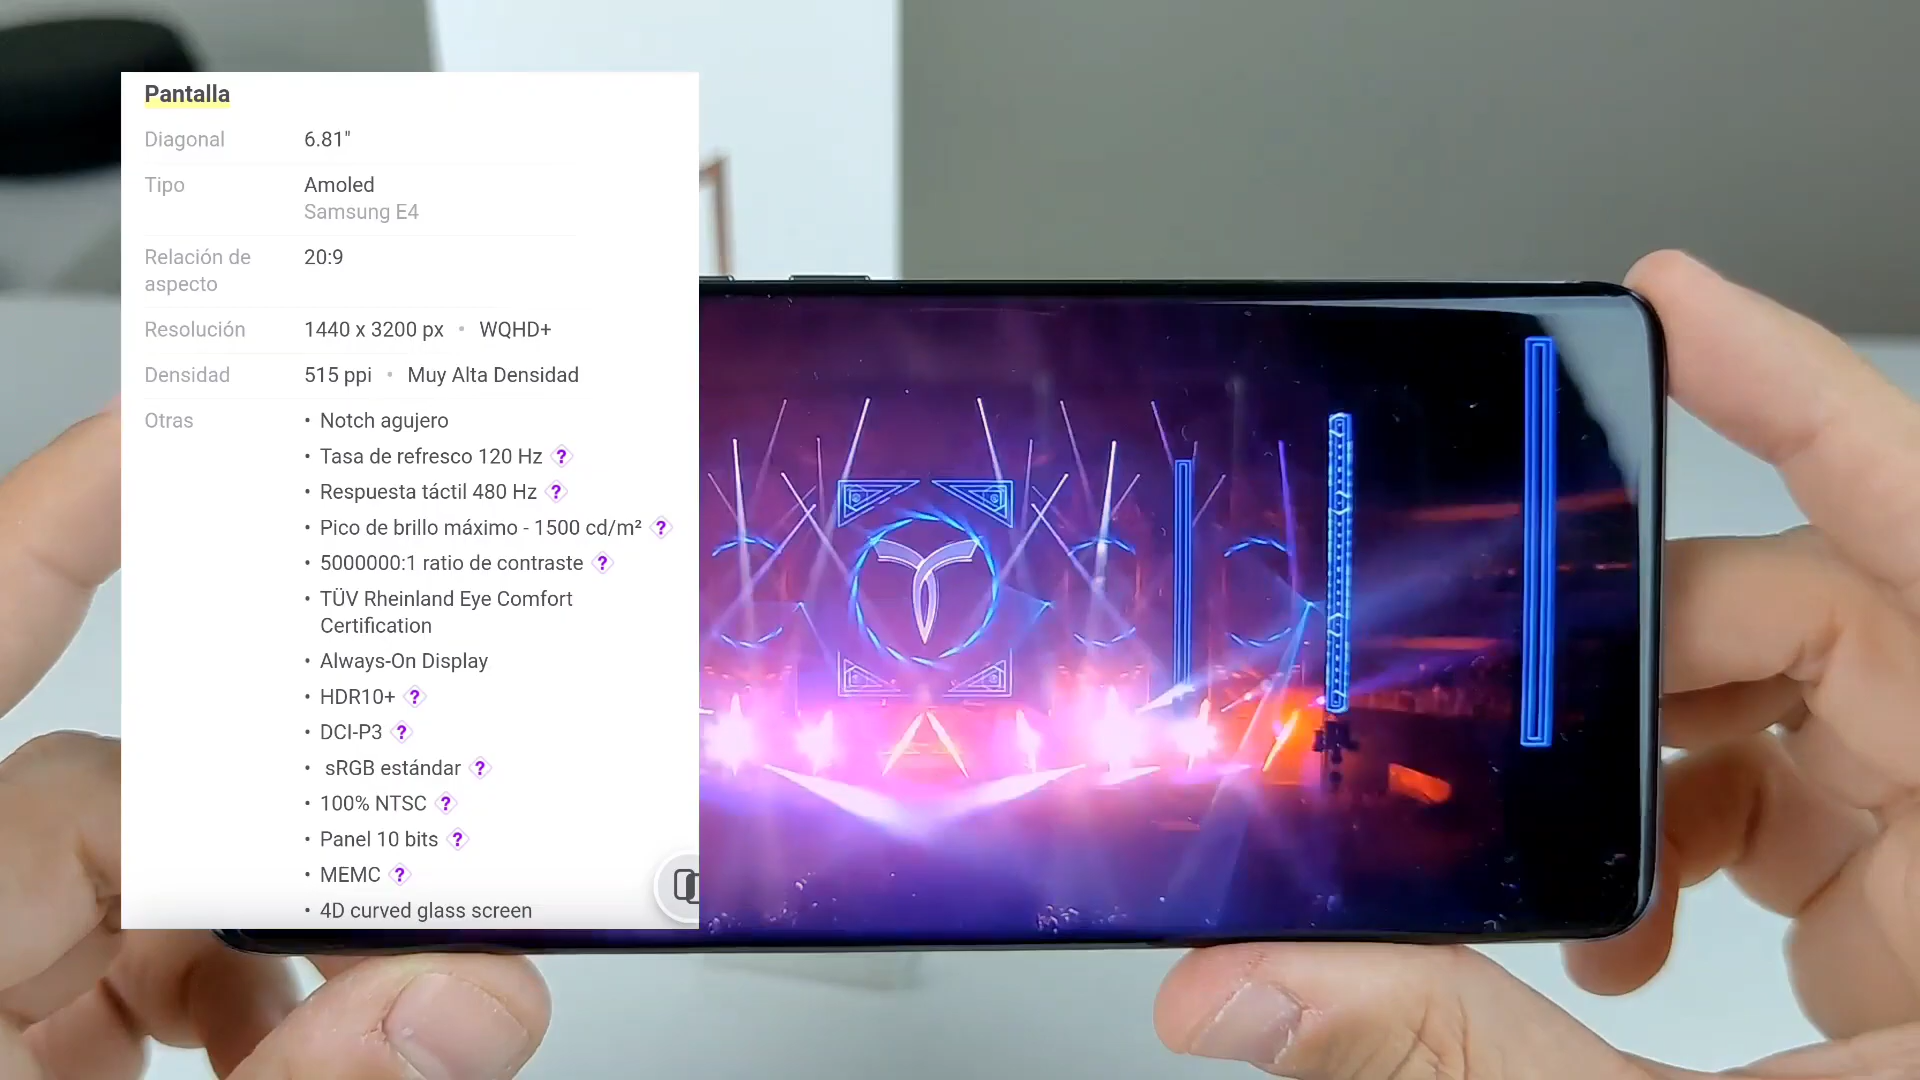 Pantalla
Diagonal 6.81"
Tipo Amoled
Samsung E4
Relación de 20:9
aspecto
Resolución 1440 x 3200 px • WQHD+
Densidad 515 ppi • Muy Alta Densidad
Otras • Notch agujero
• Tasa de refresco 120 Hz ?
• Respuesta táctil 480 Hz ?
• Pico de brillo máximo - 1500 cd/m² ?
• 5000000:1 ratio de contraste ?
• TÜV Rheinland Eye Comfort
Certification
• Always-On Display
• HDR10+ ?
• DCI-P3 ?
• sRGB estándar ?
• 100% NTSC ?
• Panel 10 bits ?
• MEMC ?
• 4D curved glass screen